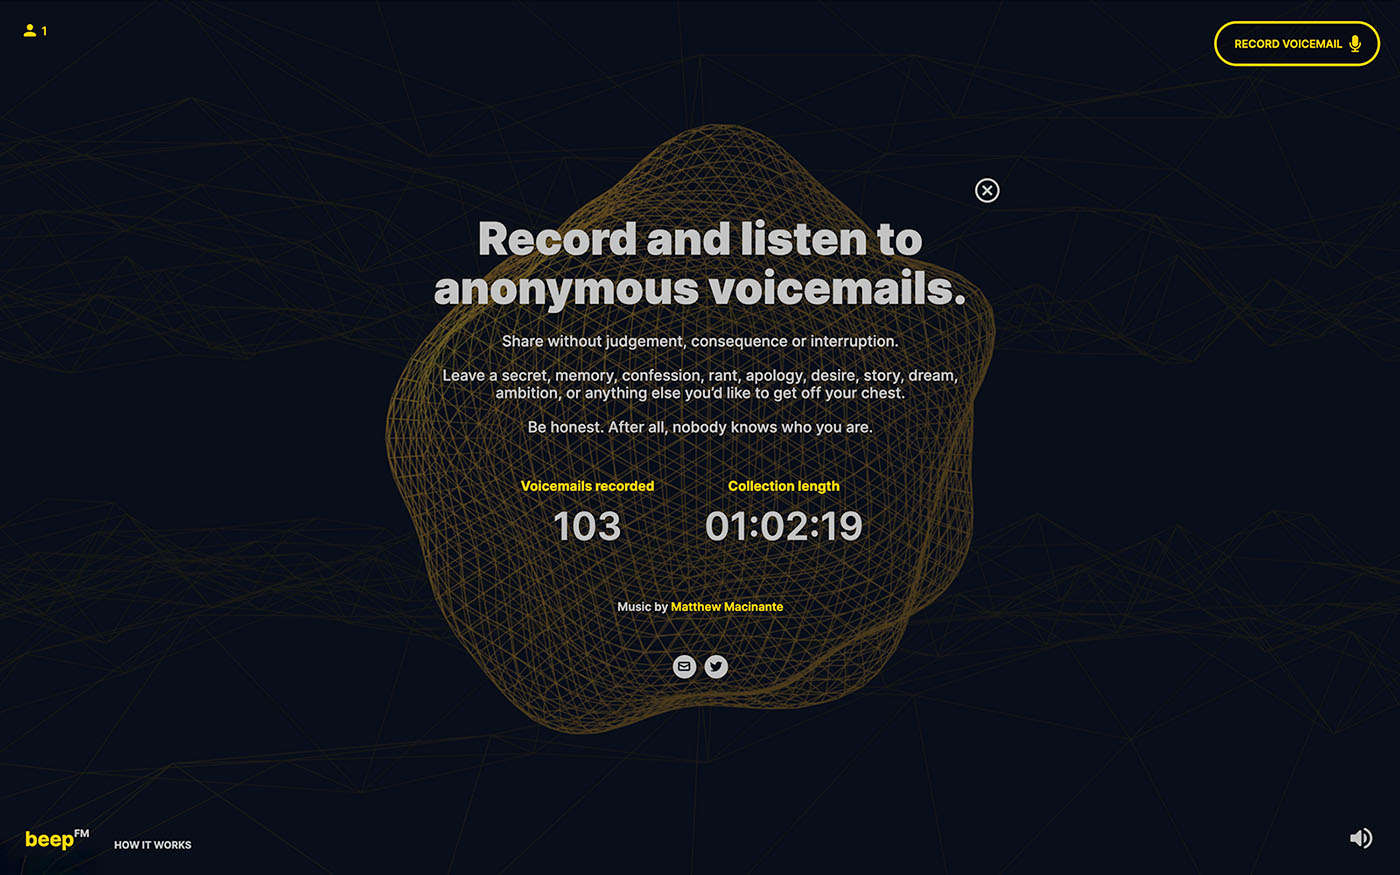 1
RECORD VOICEMAIL
Record and listen to
anonymous voicemails.
Share without judgement, consequence or interruption.
Leave a secret, memory, confession, rant, apology, desire, story, dream,
ambition, or anything else you’d like to get off your chest.
Be honest. After all, nobody knows who you are.
Voicemails recorded
103
Collection length
01:02:19
Music by Matthew Macinante
beepFM
HOW IT WORKS